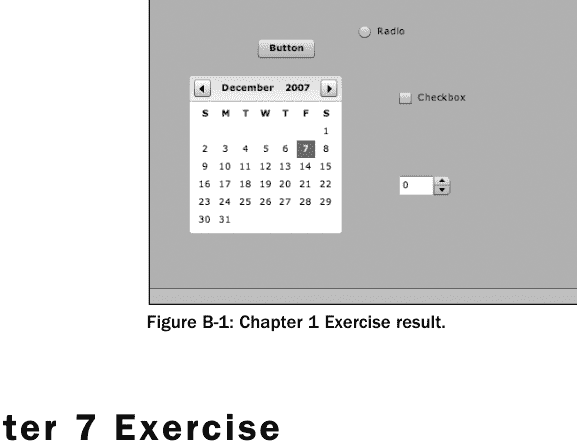 Radio
Button
December 2007
Checkbox
S M T W T F S
1
2 3 4 5 6 7 8
9 10 11 12 13 14 15
16 17 18 19 20 21 22
0
23 24 25 26 27 28 29
30 31
Figure B-1: Chapter 1 Exercise result.
ter 7 Exercise